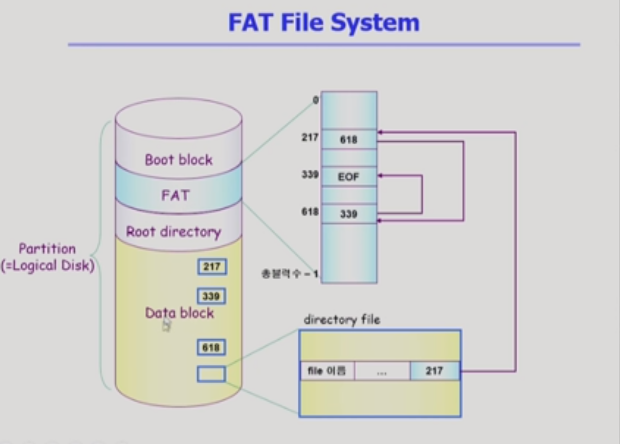 FAT File System
Boot block
FAT
Root directory
Partition
(=Logical Disk)
217
339
Data block
618
0
217
618
339
EOF
618
339
총블럭수 - 1
directory file
file 이름
...
217